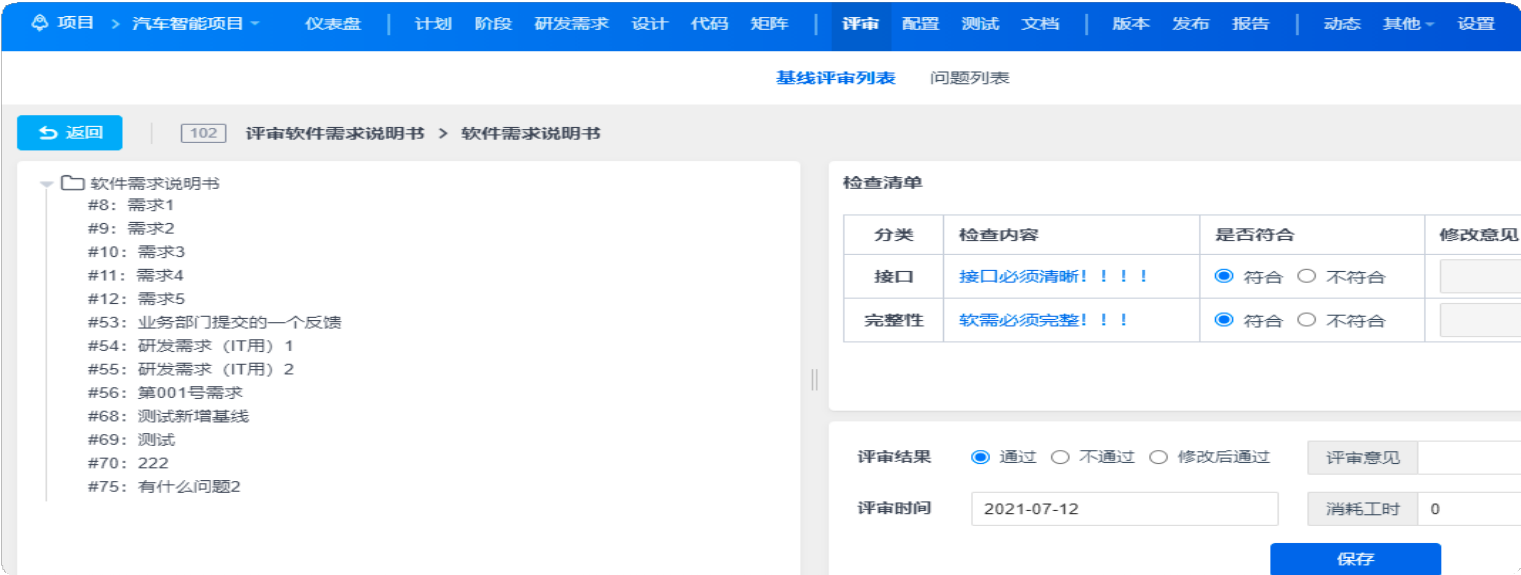 项目 > 汽车智能项目 仪表盘 | 计划 阶段 研发需求 设计 代码 矩阵 | 评审 配置 测试 文档 | 版本 发布 报告 | 动态 其他 设置
基线评审列表 问题列表
返回 102 评审软件需求说明书 > 软件需求说明书
软件需求说明书
#8: 需求1
#9: 需求2
#10: 需求3
#11: 需求4
#12: 需求5
#53: 业务部门提交的一个反馈
#54: 研发需求（IT用）1
#55: 研发需求（IT用）2
#56: 第001号需求
#68: 测试新增基线
#69: 测试
#70: 222
#75: 有什么问题2
检查清单
分类 检查内容 是否符合 修改意见
接口 接口必须清晰！！！！ 符合 不符合
完整性 软需必须完整！！！ 符合 不符合
评审结果 通过 不通过 修改后通过 评审意见
评审时间 2021-07-12 消耗工时 0
保存